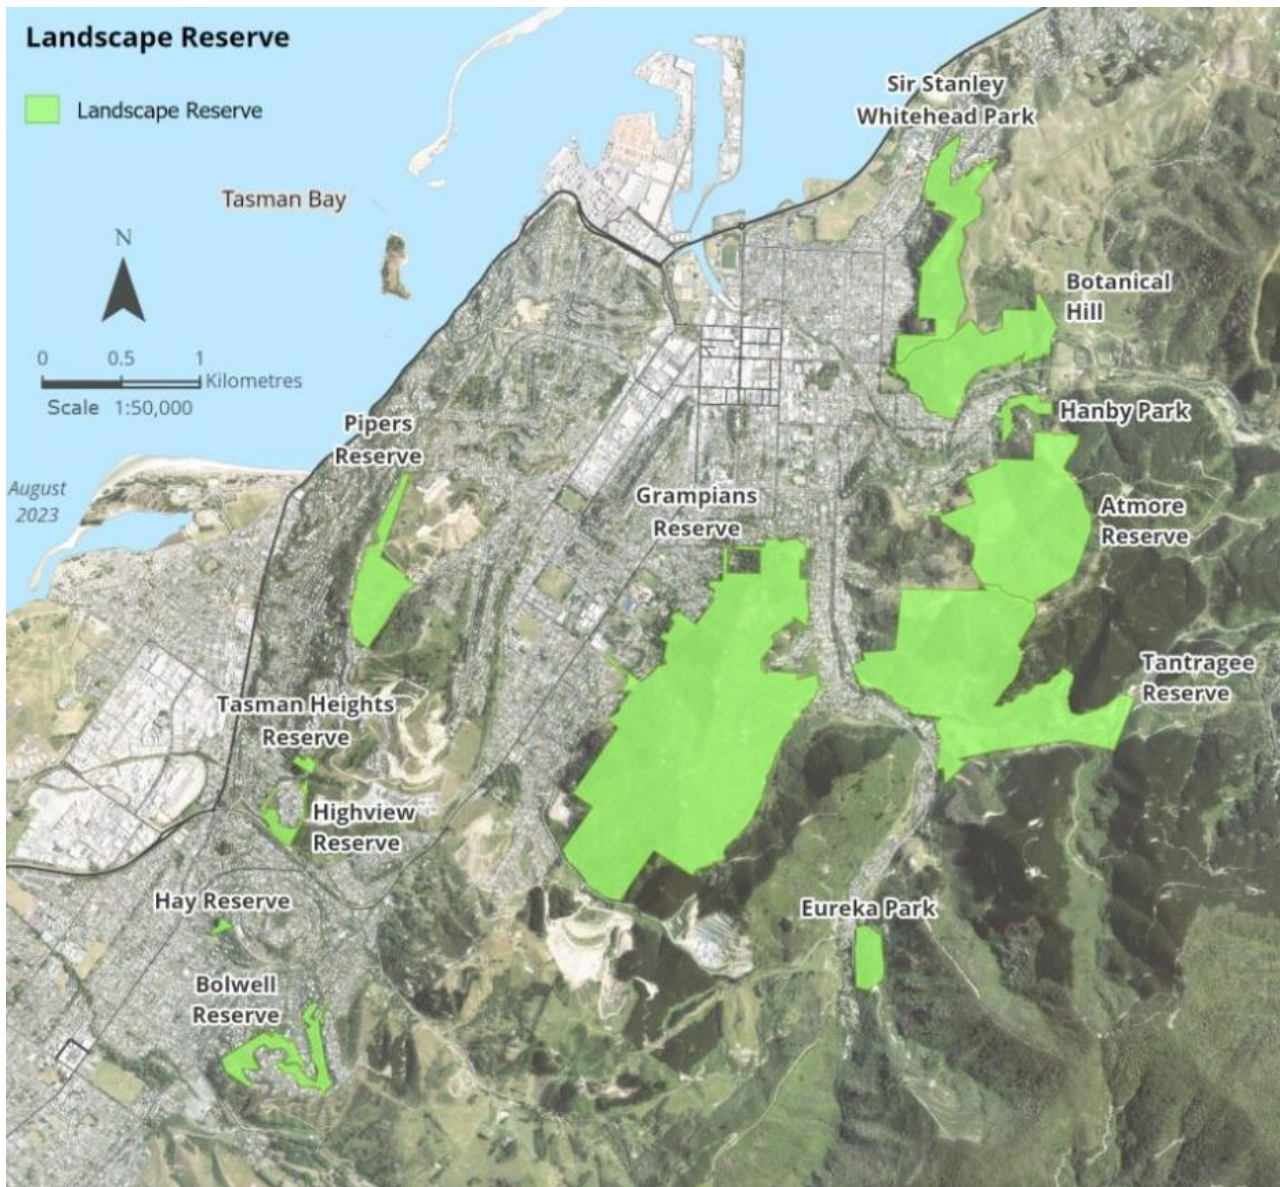 Landscape Reserve
Landscape Reserve
Sir Stanley
Whitehead Park
Tasman Bay
N
Botanical
Hill
0 0.5 1
Kilometres
Scale 1:50,000
Pipers
Reserve
Hanby Park
August
2023
Grampians
Reserve
Atmore
Reserve
Tantragee
Reserve
Tasman Heights
Reserve
Highview
Reserve
Hay Reserve
Eureka Park
Bolwell
Reserve